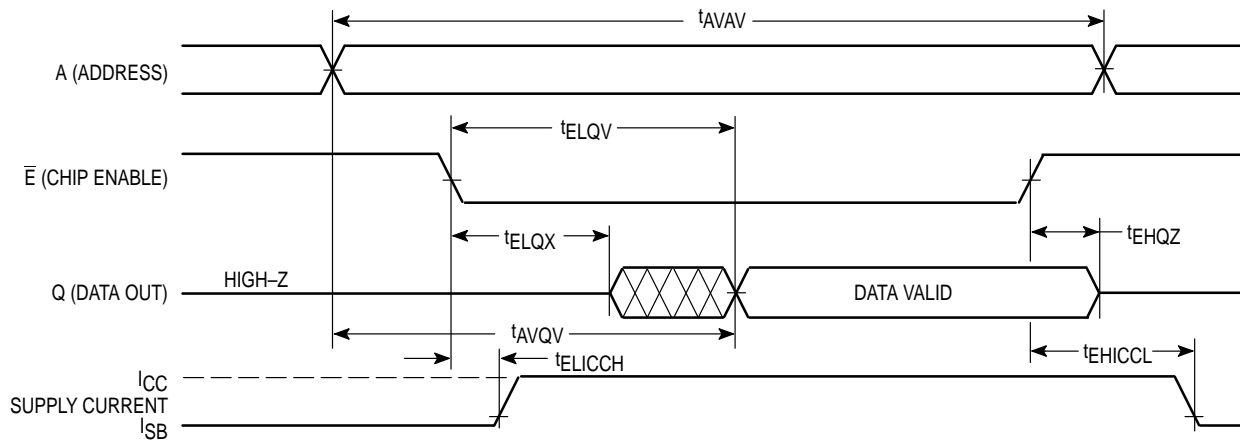 tAVAV
A (ADDRESS)
tELQV
E̅ (CHIP ENABLE)
tELQX
tEHQZ
HIGH–Z
Q (DATA OUT)
DATA VALID
tAVQV
tELICCH
tEHICCL
ICC
SUPPLY CURRENT
ISB